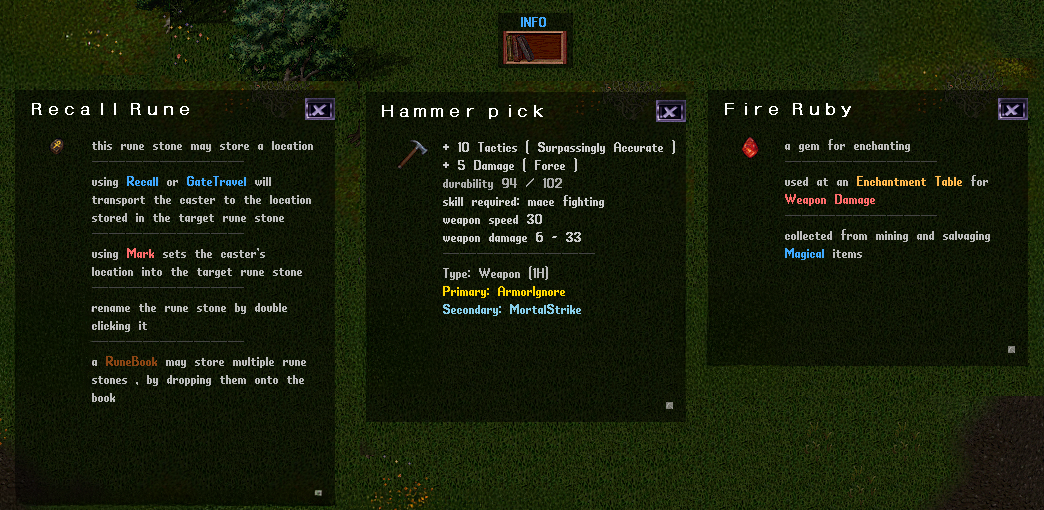 INFO
Recall Rune
this rune stone may store a location
using Recall or GateTravel will
transport the caster to the location
stored in the target rune stone
using Mark sets the caster's
location into the target rune stone
rename the rune stone by double
clicking it
a RuneBook may store multiple rune
stones , by dropping them onto the
book
Hammer pick
+ 10 Tactics [ Surpassingly Accurate ]
+ 5 Damage [ Force ]
durability 94 / 102
skill required: mace fighting
weapon speed 30
weapon damage 6 - 33
Type: Weapon [1H]
Primary: ArmorIgnore
Secondary: MortalStrike
Fire Ruby
a gem for enchanting
used at an Enchantment Table for
Weapon Damage
collected from mining and salvaging
Magical items